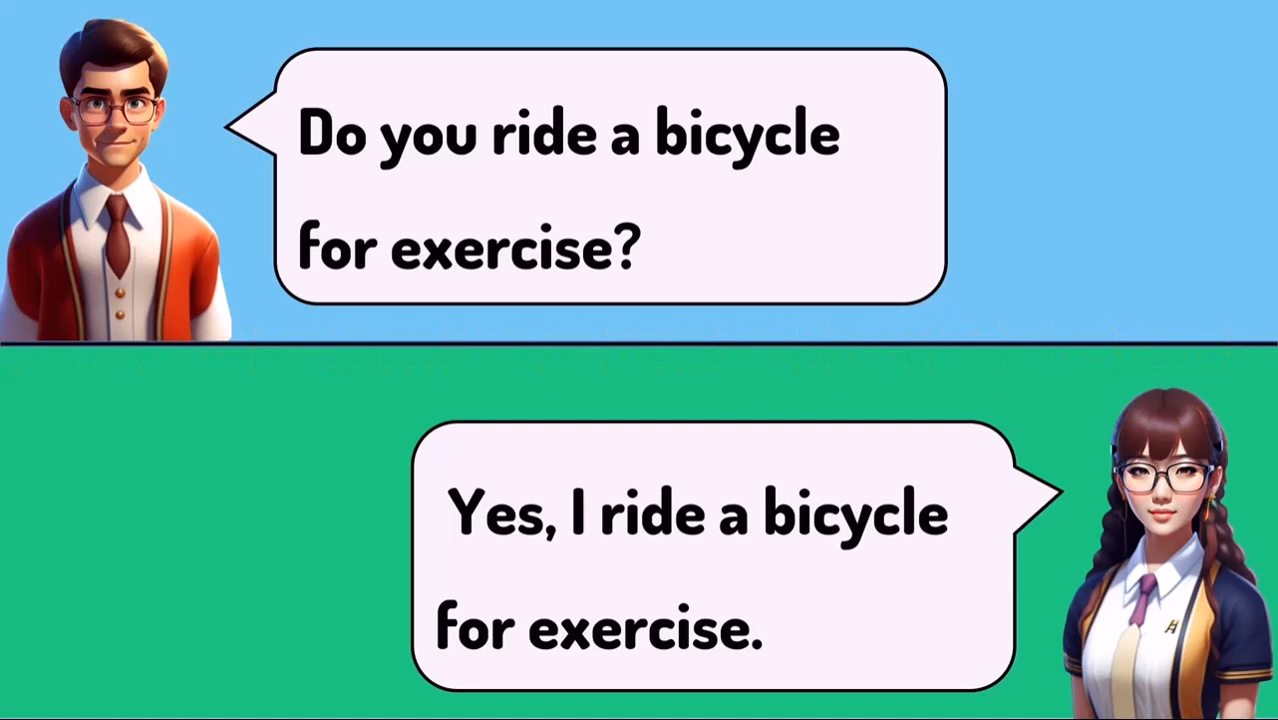 Do you ride a bicycle
for exercise?
Yes, I ride a bicycle
for exercise.